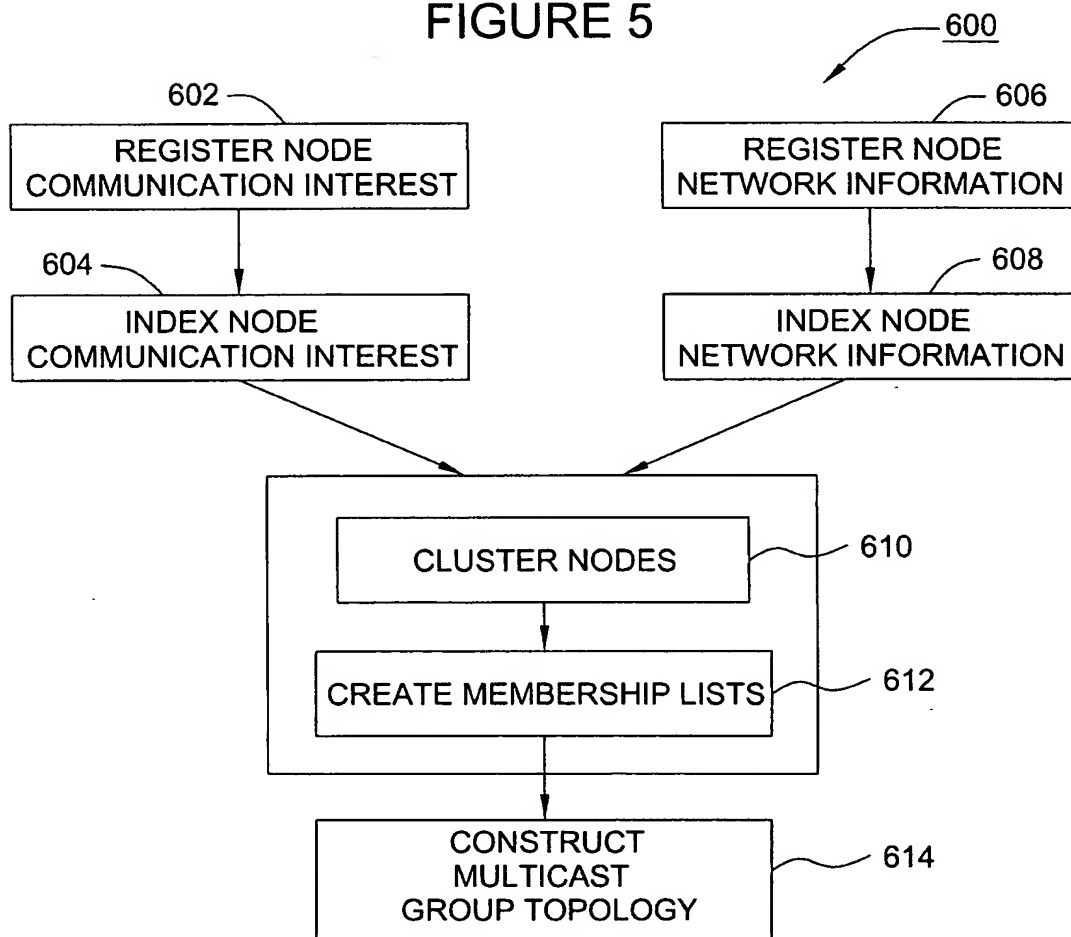 FIGURE 5
600
602
606
REGISTER NODE
COMMUNICATION INTEREST
REGISTER NODE
NETWORK INFORMATION
604
608
INDEX NODE
COMMUNICATION INTEREST
INDEX NODE
NETWORK INFORMATION
CLUSTER NODES
610
CREATE MEMBERSHIP LISTS
612
CONSTRUCT
MULTICAST
GROUP TOPOLOGY
614